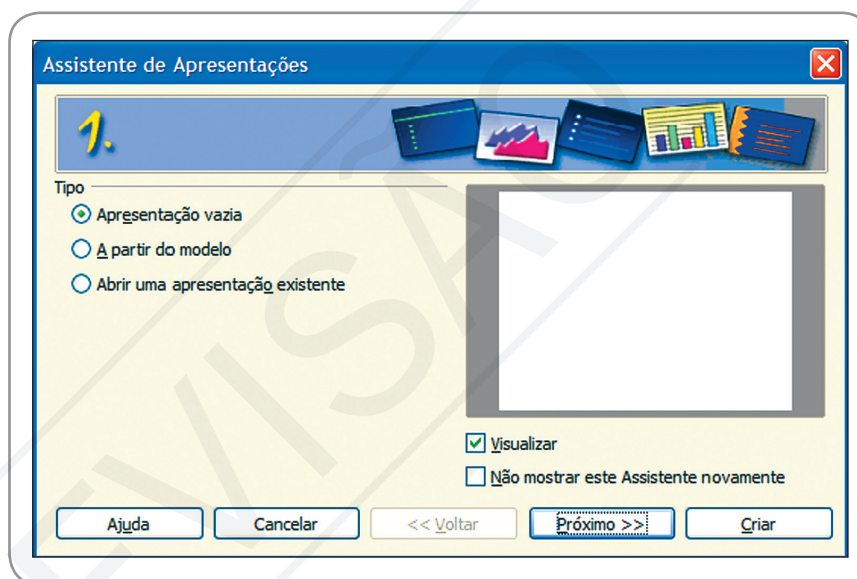 Assistente de Apresentações
1.
Tipo
Apresentação vazia
A partir do modelo
Abrir uma apresentação existente
Visualizar
Não mostrar este Assistente novamente
Ajuda Cancelar << Voltar Próximo >> Criar
EVISÃO